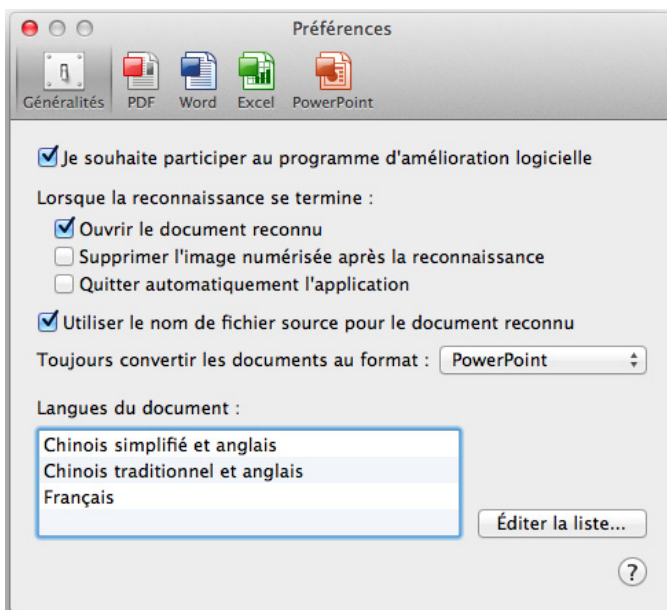 Préférences
Généralités PDF Word Excel PowerPoint
Je souhaite participer au programme d'amélioration logicielle
Lorsque la reconnaissance se termine :
Ouvrir le document reconnu
Supprimer l'image numérisée après la reconnaissance
Quitter automatiquement l'application
Utiliser le nom de fichier source pour le document reconnu
Toujours convertir les documents au format : PowerPoint
Langues du document :
Chinois simplifié et anglais
Chinois traditionnel et anglais
Français
Éditer la liste...
?